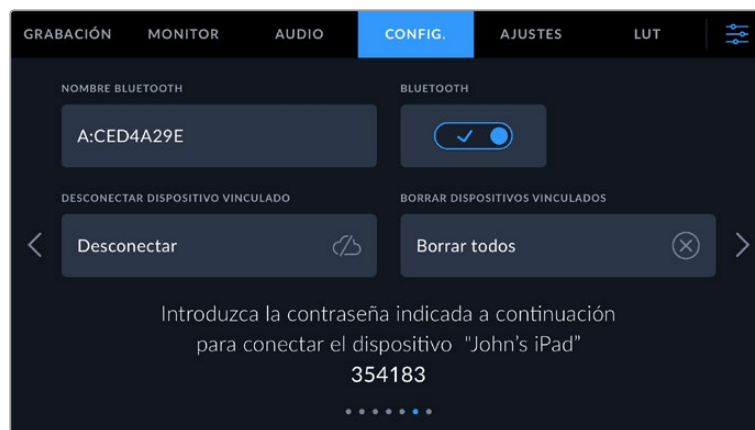 GRABACIÓN MONITOR AUDIO CONFIG. AJUSTES LUT
NOMBRE BLUETOOTH BLUETOOTH
A:CED4A29E
DESCONECTAR DISPOSITIVO VINCULADO BORRAR DISPOSITIVOS VINCULADOS
Desconectar Borrar todos
Introduzca la contraseña indicada a continuación
para conectar el dispositivo "John's iPad"
354183